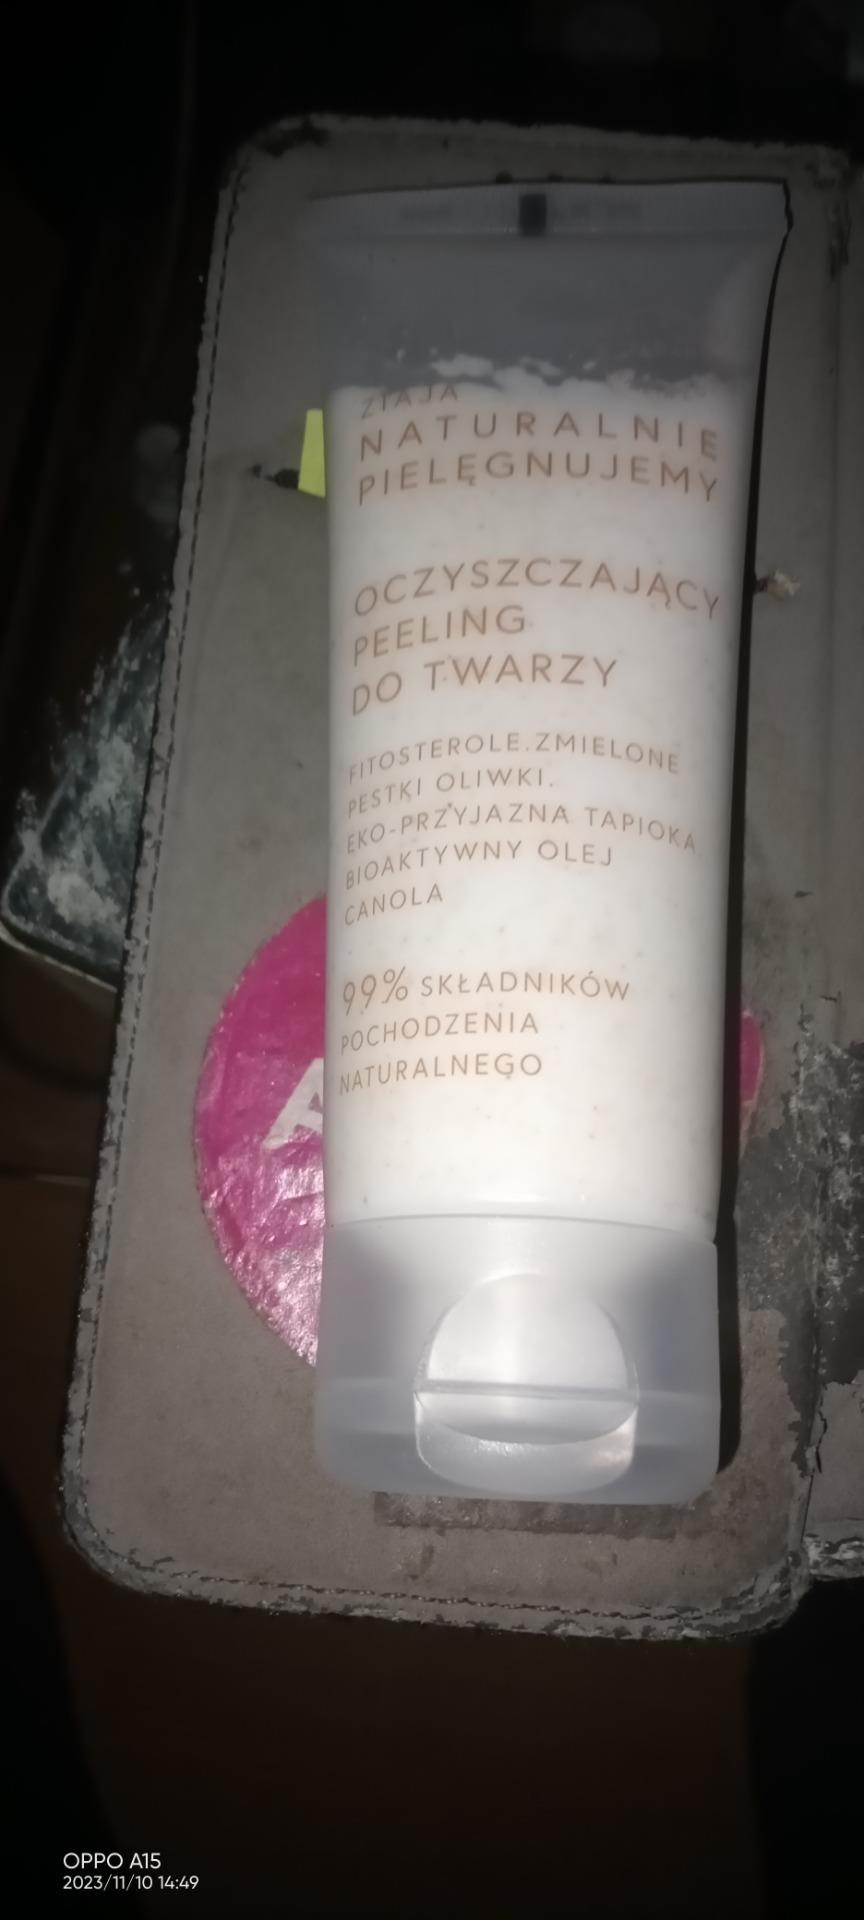 ZIAJA
NATURALNIE
PIELĘGNUJEMY
OCZYSZCZAJĄCY
PEELING
DO TWARZY
FITOSTEROLE.ZMIELONE
PESTKI OLIWKI.
EKO-PRZYJAZNA TAPIOKA.
BIOAKTYWNY OLEJ
CANOLA
99% SKŁADNIKÓW
POCHODZENIA
NATURALNEGO
A
OPPO A15
2023/11/10 14:49